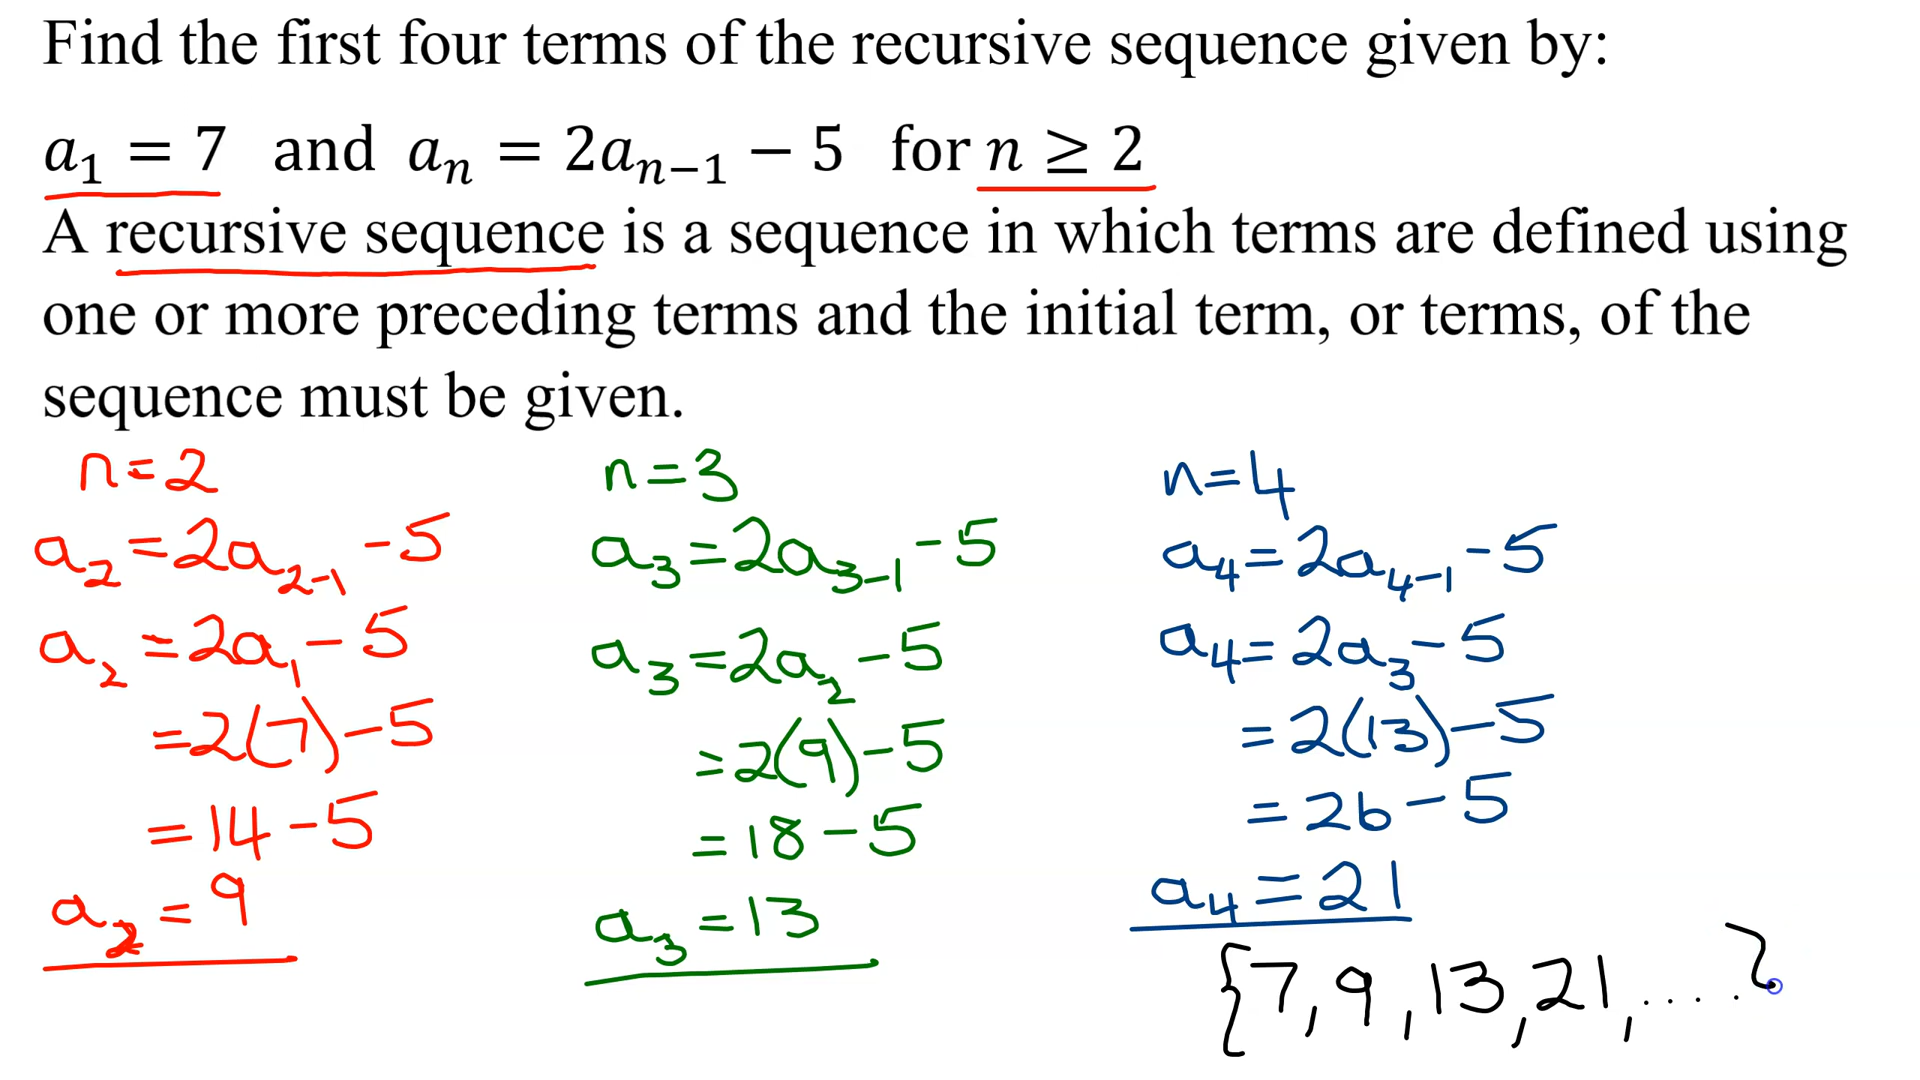 Find the first four terms of the recursive sequence given by:
a₁ = 7 and aₙ = 2aₙ₋₁ − 5 for n ≥ 2
A recursive sequence is a sequence in which terms are defined using
one or more preceding terms and the initial term, or terms, of the
sequence must be given.
n=2
a₂ = 2a₂₋₁ − 5
a₂ = 2a₁ − 5
= 2(7) − 5
= 14 − 5
a₂ = 9
n=3
a₃ = 2a₃₋₁ − 5
a₃ = 2a₂ − 5
= 2(9) − 5
= 18 − 5
a₃ = 13
n=4
a₄ = 2a₄₋₁ − 5
a₄ = 2a₃ − 5
= 2(13) − 5
= 26 − 5
a₄ = 21
{7, 9, 13, 21, ....}